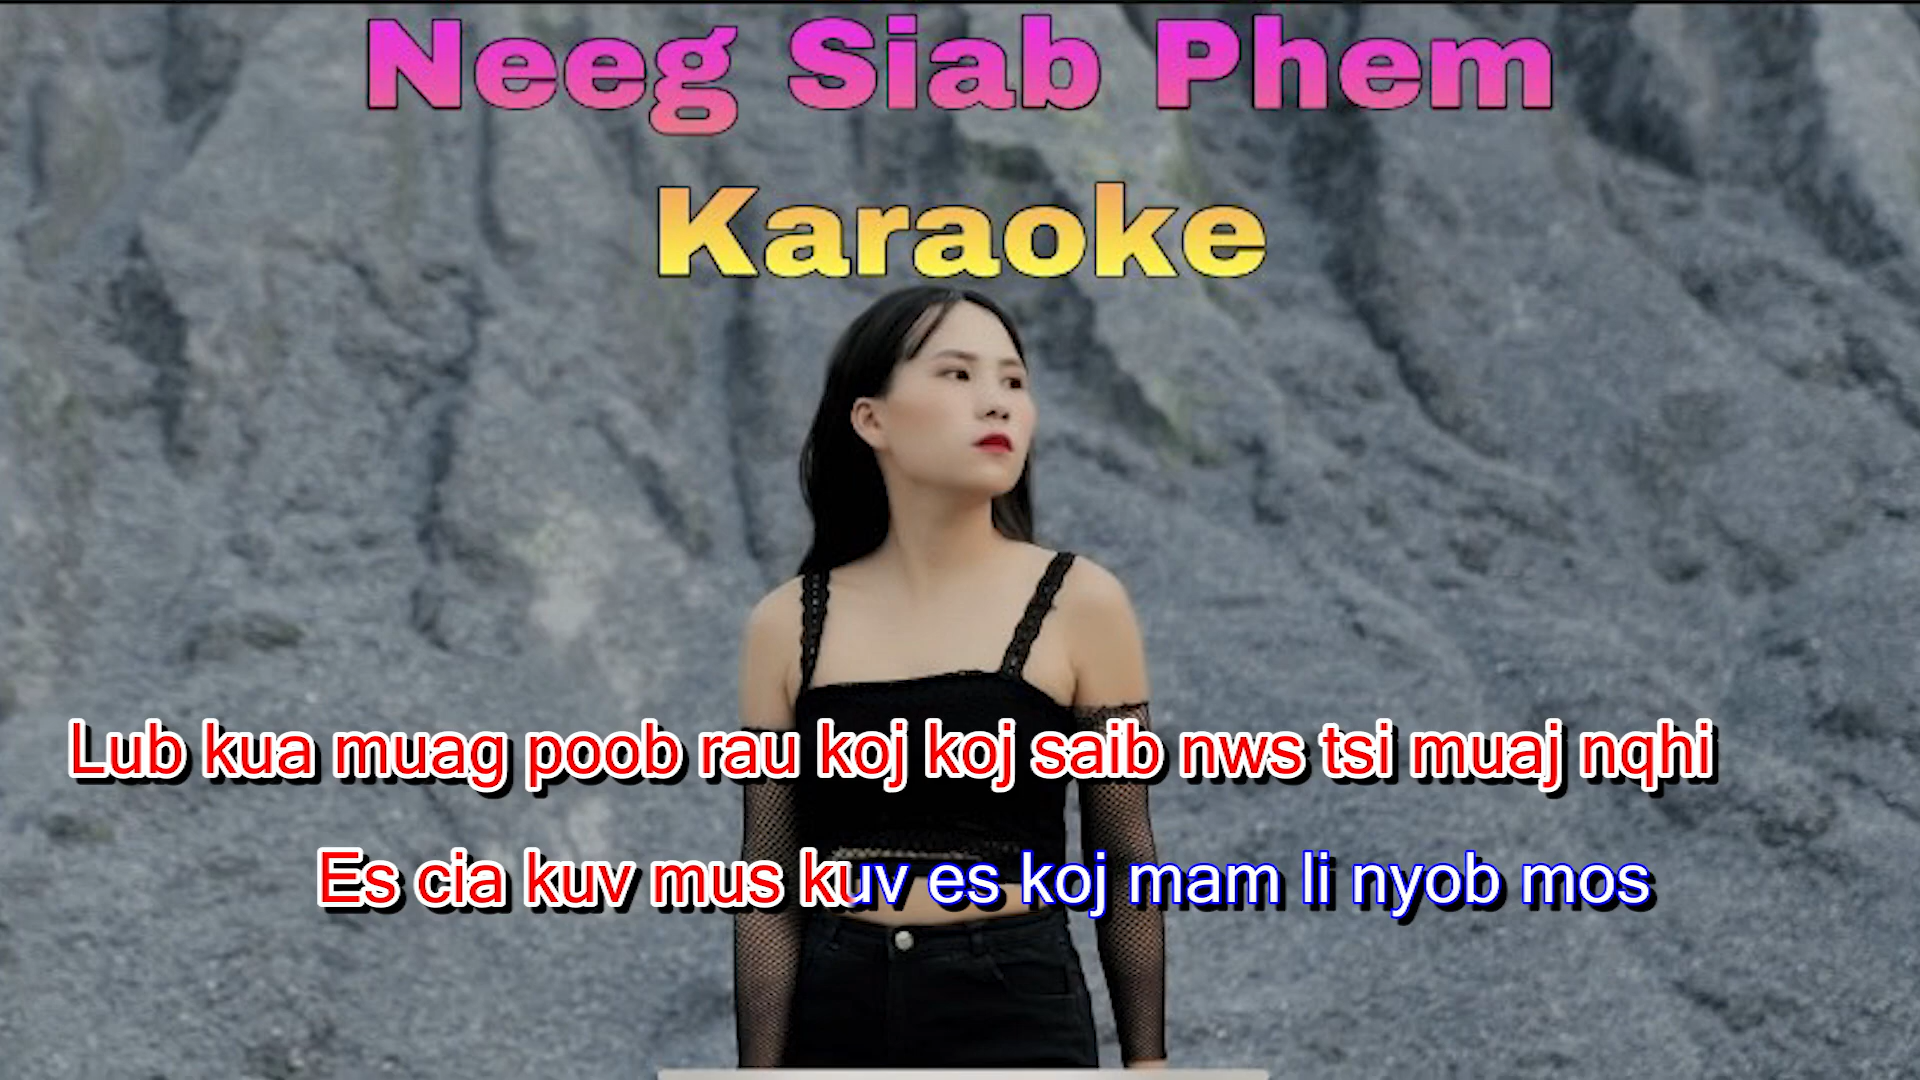 Neeg Siab Phem
Karaoke
Lub kua muag poob rau koj koj saib nws tsi muaj nqhi
Es cia kuv mus kuv es koj mam li nyob mos